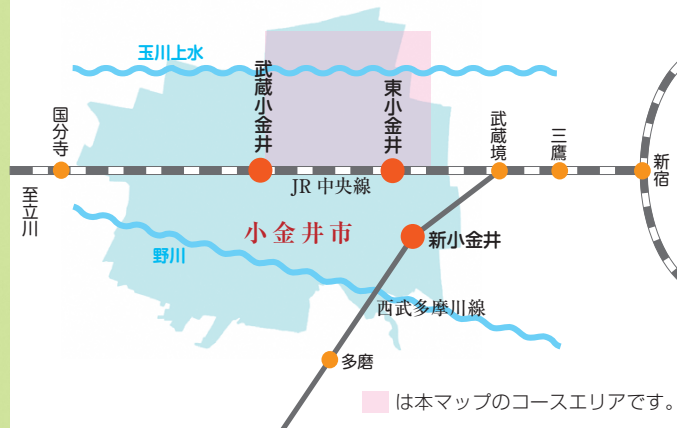 玉川上水
武蔵小金井
東小金井
国分寺
武蔵境
三鷹
新宿
JR 中央線
至立川
小金井市
新小金井
野川
西武多摩川線
多磨
は本マップのコースエリアです。